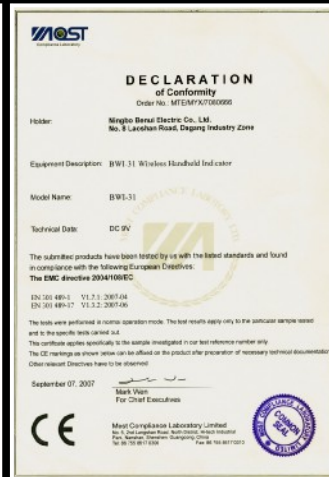 MOST
Compliance Laboratory
DECLARATION
of Conformity
Order No.: MTE/MYX/7080666
Holder: Ningbo Benui Electric Co., Ltd.
No. 8 Laoshan Road, Dagang Industry Zone
Equipment Description: BWI-31 Wireless Handheld Indicator
Model Name: BWI-31
Technical Data: DC 9V
The submitted products have been tested by us with the listed standards and found
in compliance with the following European Directives:
The EMC directive 2004/108/EC
EN 301 489-1 V1.7.1: 2007-04
EN 301 489-17 V1.3.2: 2007-06
The tests were performed in normal operation mode. The test results apply only to the particular sample tested
and to the specific tests carried out.
This certificate applies specifically to the sample investigated in our test reference number only.
The CE markings as shown below can be affixed on the product after preparation of necessary technical documentation.
Other relevant Directives have to be observed.
September 07, 2007
Mark Wen
For Chief Executives
CE
Most Compliance Laboratory Limited
MOST COMPLIANCE LABORATORY LIMITED
COMMON
SEAL